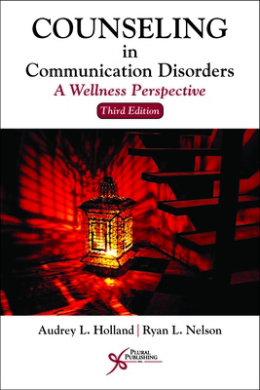 COUNSELING
in
Communication Disorders
A Wellness Perspective
Third Edition
Audrey L. Holland | Ryan L. Nelson
PLURAL
PUBLISHING